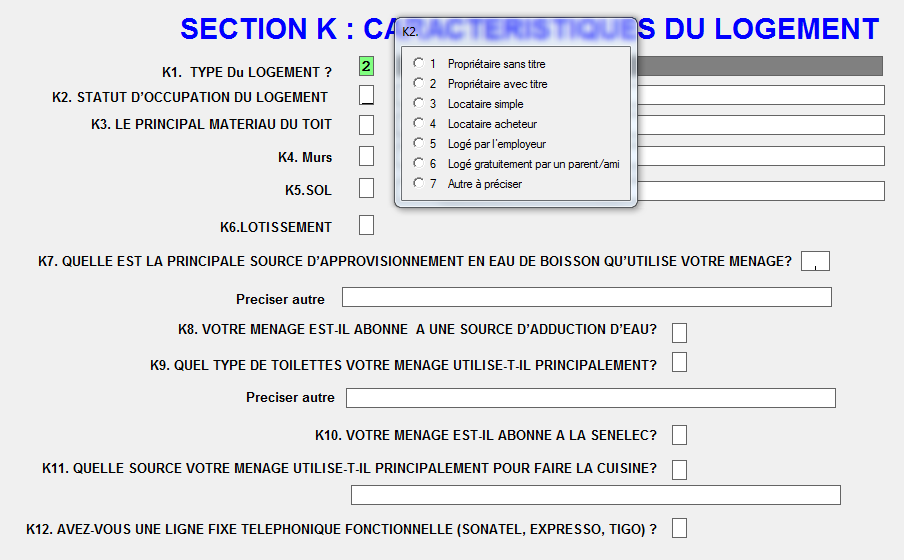 SECTION K : CARACTERISTIQUES DU LOGEMENT
K2.
K1. TYPE Du LOGEMENT ? 2
1 Propriétaire sans titre
2 Propriétaire avec titre
3 Locataire simple
4 Locataire acheteur
5 Logé par l'employeur
6 Logé gratuitement par un parent/ami
7 Autre à préciser
K2. STATUT D'OCCUPATION DU LOGEMENT
K3. LE PRINCIPAL MATERIAU DU TOIT
K4. Murs
K5.SOL
K6.LOTISSEMENT
K7. QUELLE EST LA PRINCIPALE SOURCE D'APPROVISIONNEMENT EN EAU DE BOISSON QU'UTILISE VOTRE MENAGE?
Preciser autre
K8. VOTRE MENAGE EST-IL ABONNE A UNE SOURCE D'ADDUCTION D'EAU?
K9. QUEL TYPE DE TOILETTES VOTRE MENAGE UTILISE-T-IL PRINCIPALEMENT?
Preciser autre
K10. VOTRE MENAGE EST-IL ABONNE A LA SENELEC?
K11. QUELLE SOURCE VOTRE MENAGE UTILISE-T-IL PRINCIPALEMENT POUR FAIRE LA CUISINE?
K12. AVEZ-VOUS UNE LIGNE FIXE TELEPHONIQUE FONCTIONNELLE (SONATEL, EXPRESSO, TIGO) ?